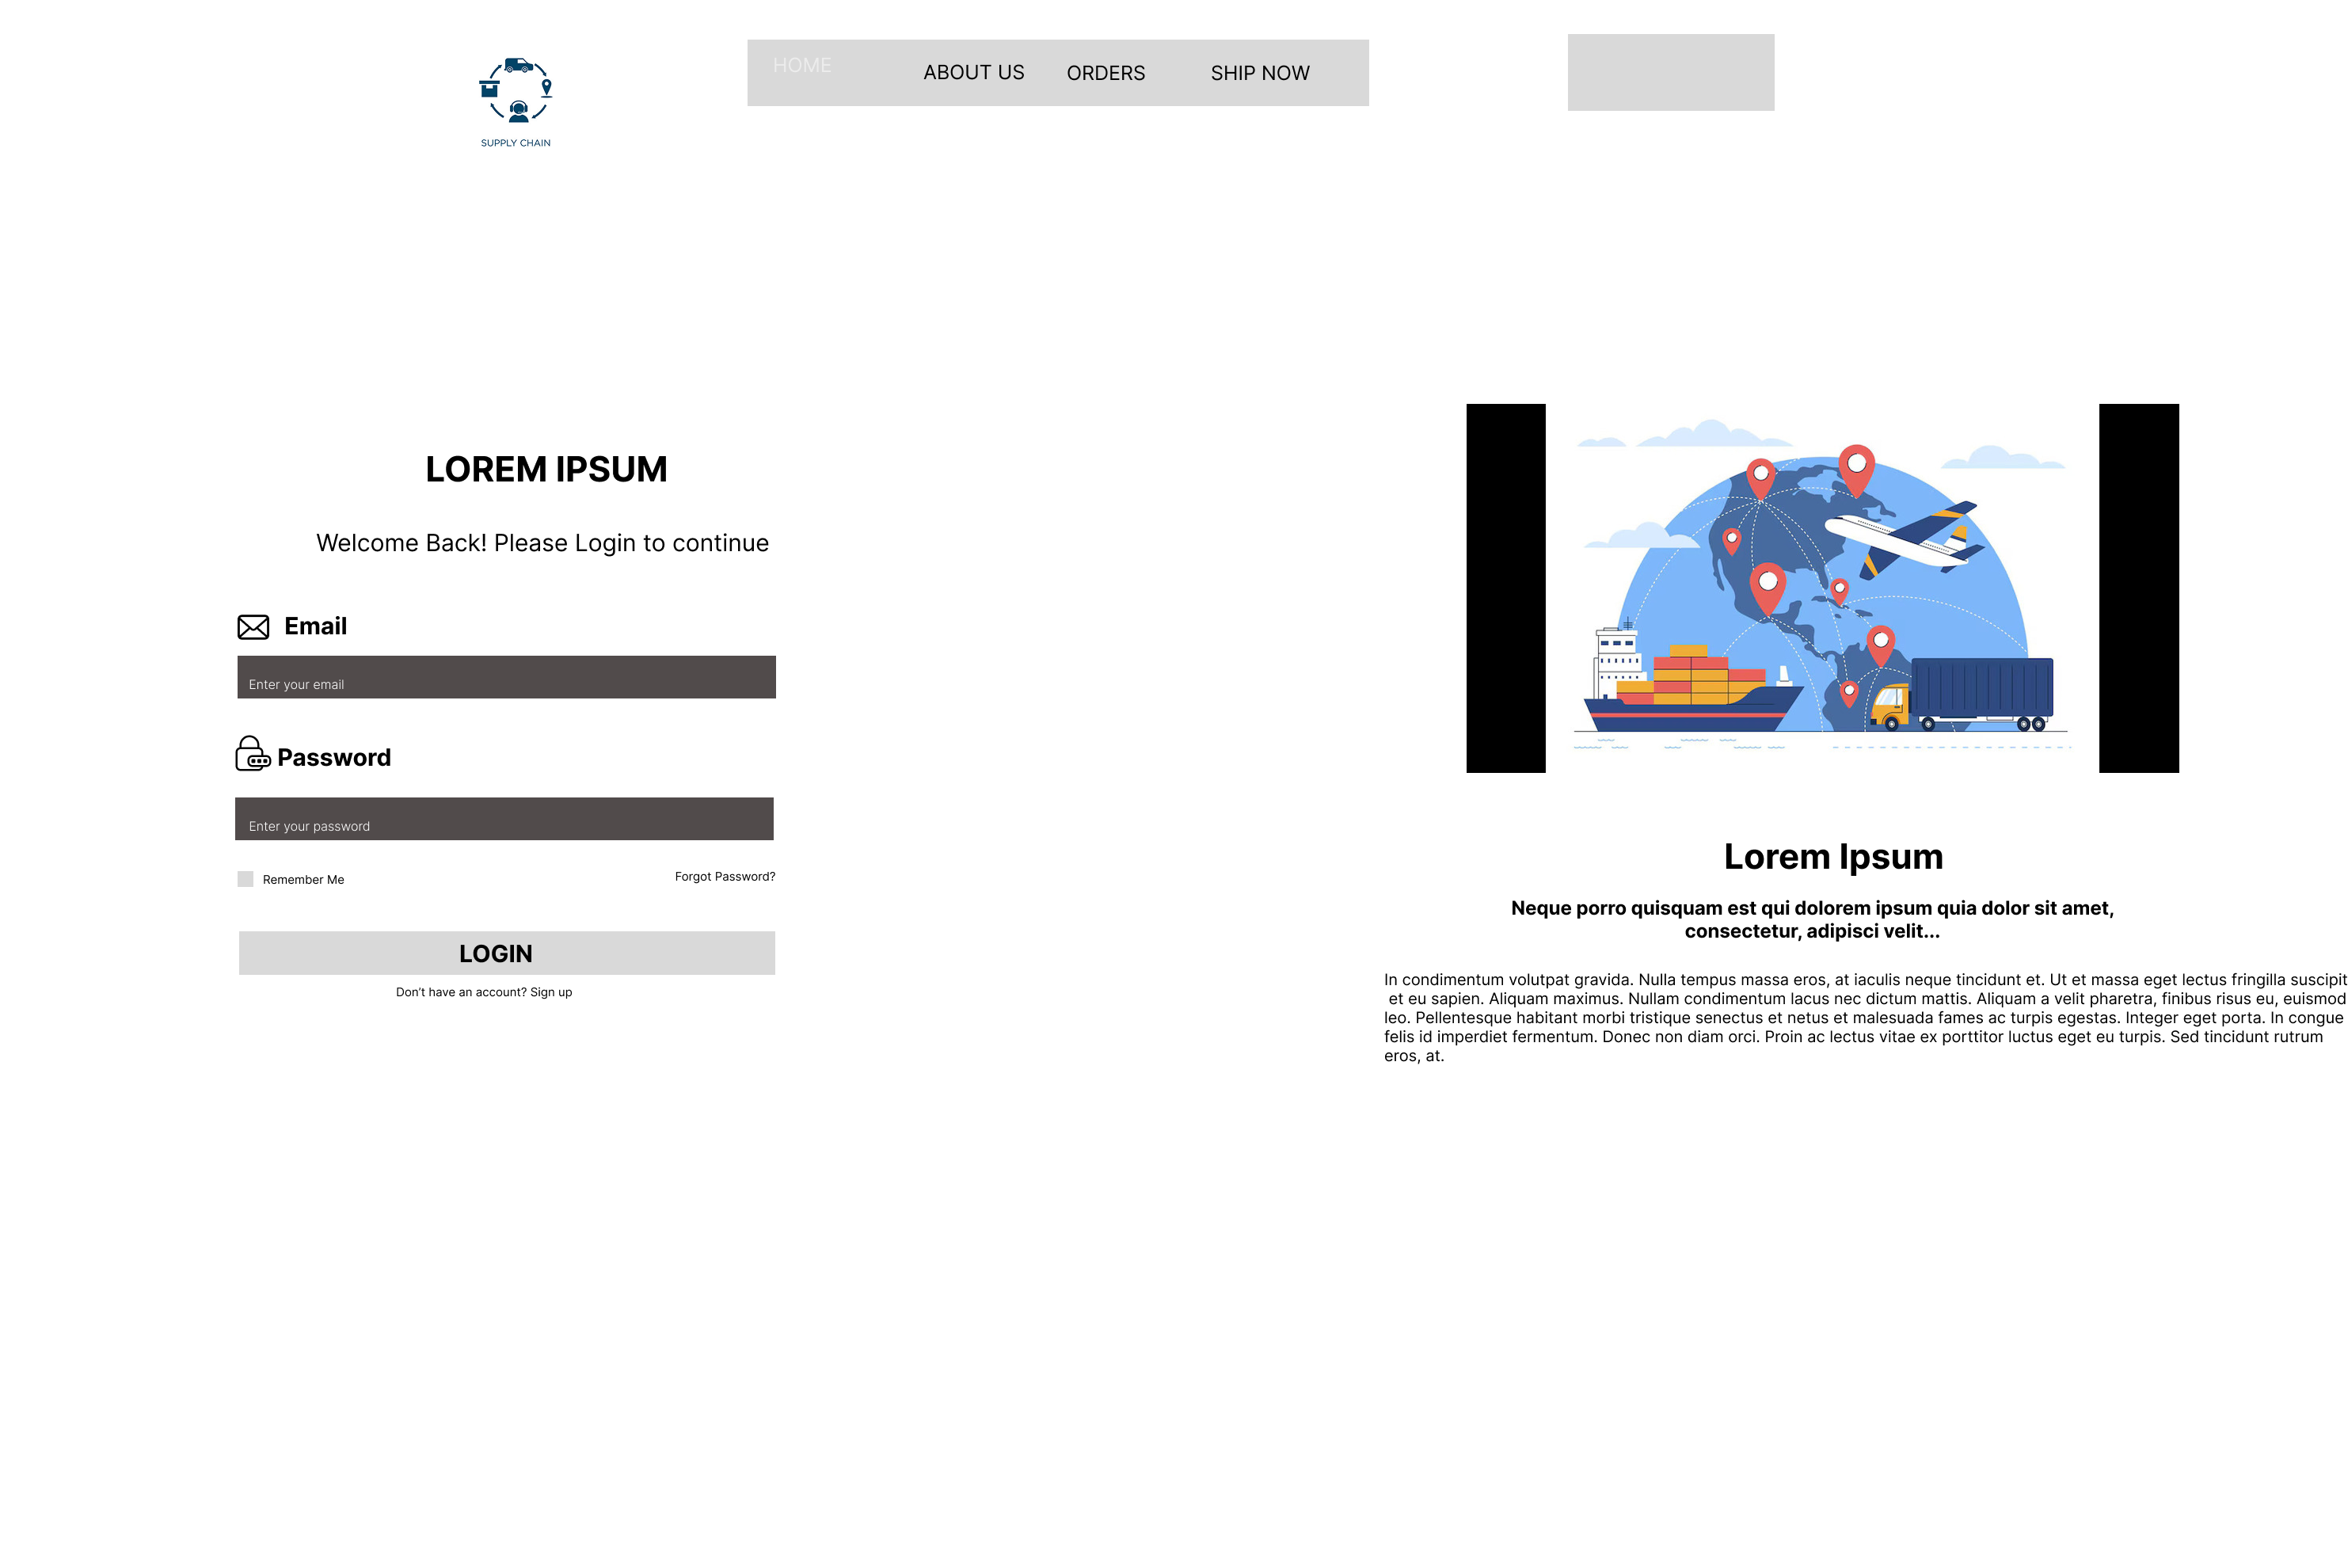 HOME
ABOUT US
ORDERS
SHIP NOW
SUPPLY CHAIN
LOREM IPSUM
Welcome Back! Please Login to continue
Email
Enter your email
Password
Enter your password
Remember Me
Forgot Password?
LOGIN
Don’t have an account? Sign up
Lorem Ipsum
Neque porro quisquam est qui dolorem ipsum quia dolor sit amet,
consectetur, adipisci velit...
In condimentum volutpat gravida. Nulla tempus massa eros, at iaculis neque tincidunt et. Ut et massa eget lectus fringilla suscipit
et eu sapien. Aliquam maximus. Nullam condimentum lacus nec dictum mattis. Aliquam a velit pharetra, finibus risus eu, euismod
leo. Pellentesque habitant morbi tristique senectus et netus et malesuada fames ac turpis egestas. Integer eget porta. In congue
felis id imperdiet fermentum. Donec non diam orci. Proin ac lectus vitae ex porttitor luctus eget eu turpis. Sed tincidunt rutrum
eros, at.